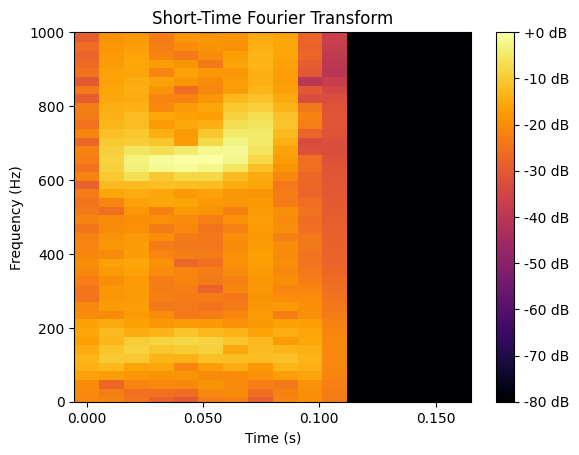 Short-Time Fourier Transform
1000
800
600
400
200
0
Frequency (Hz)
0.000
0.050
0.100
0.150
Time (s)
+0 dB
-10 dB
-20 dB
-30 dB
-40 dB
-50 dB
-60 dB
-70 dB
-80 dB